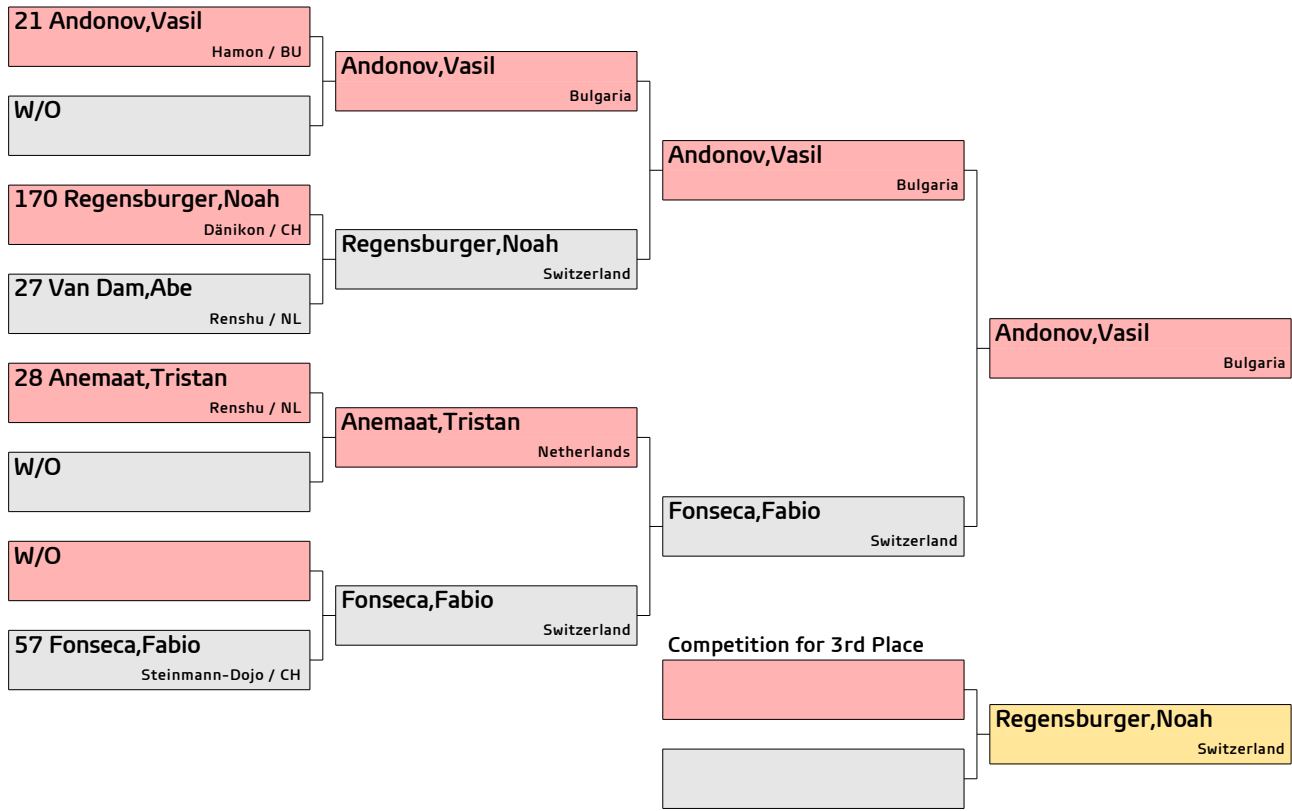 21 Andonov,Vasil
Hamon / BU
W/O
170 Regensburger,Noah
Dänikon / CH
27 Van Dam,Abe
Renshu / NL
28 Anemaat,Tristan
Renshu / NL
W/O
W/O
57 Fonseca,Fabio
Steinmann-Dojo / CH
Andonov,Vasil
Bulgaria
Regensburger,Noah
Switzerland
Anemaat,Tristan
Netherlands
Fonseca,Fabio
Switzerland
Andonov,Vasil
Bulgaria
Fonseca,Fabio
Switzerland
Andonov,Vasil
Bulgaria
Competition for 3rd Place
Regensburger,Noah
Switzerland